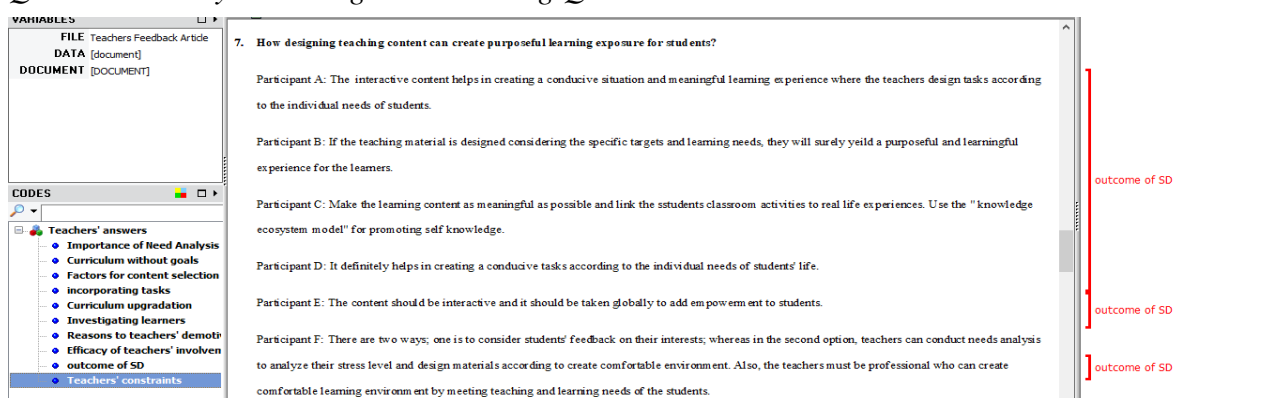 VARIABLES
FILE Teachers Feedback Article
DATA [document]
DOCUMENT [DOCUMENT]
CODES
Teachers' answers
Importance of Need Analysis
Curriculum without goals
Factors for content selection
incorporating tasks
Curriculum upgradation
Investigating learners
Reasons to teachers' demoti
Efficacy of teachers' involven
outcome of SD
Teachers' constraints
7. How designing teaching content can create purposeful learning exposure for students?
Participant A: The interactive content helps in creating a conducive situation and meaningful learning experience where the teachers design tasks according
to the individual needs of students.
Participant B: If the teaching material is designed considering the specific targets and learning needs, they will surely yeild a purposeful and learningful
experience for the learners.
Participant C: Make the learning content as meaningful as possible and link the sstudents classroom activities to real life experiences. Use the "knowledge
ecosystem model" for promoting self knowledge.
Participant D: It definitely helps in creating a conducive tasks according to the individual needs of students' life.
Participant E: The content should be interactive and it should be taken globally to add empowerment to students.
Participant F: There are two ways; one is to consider students' feedback on their interests; whereas in the second option, teachers can conduct needs analysis
to analyze their stress level and design materials according to create comfortable environment. Also, the teachers must be professional who can create
comfortable learning environment by meeting teaching and learning needs of the students.
outcome of SD
outcome of SD
outcome of SD